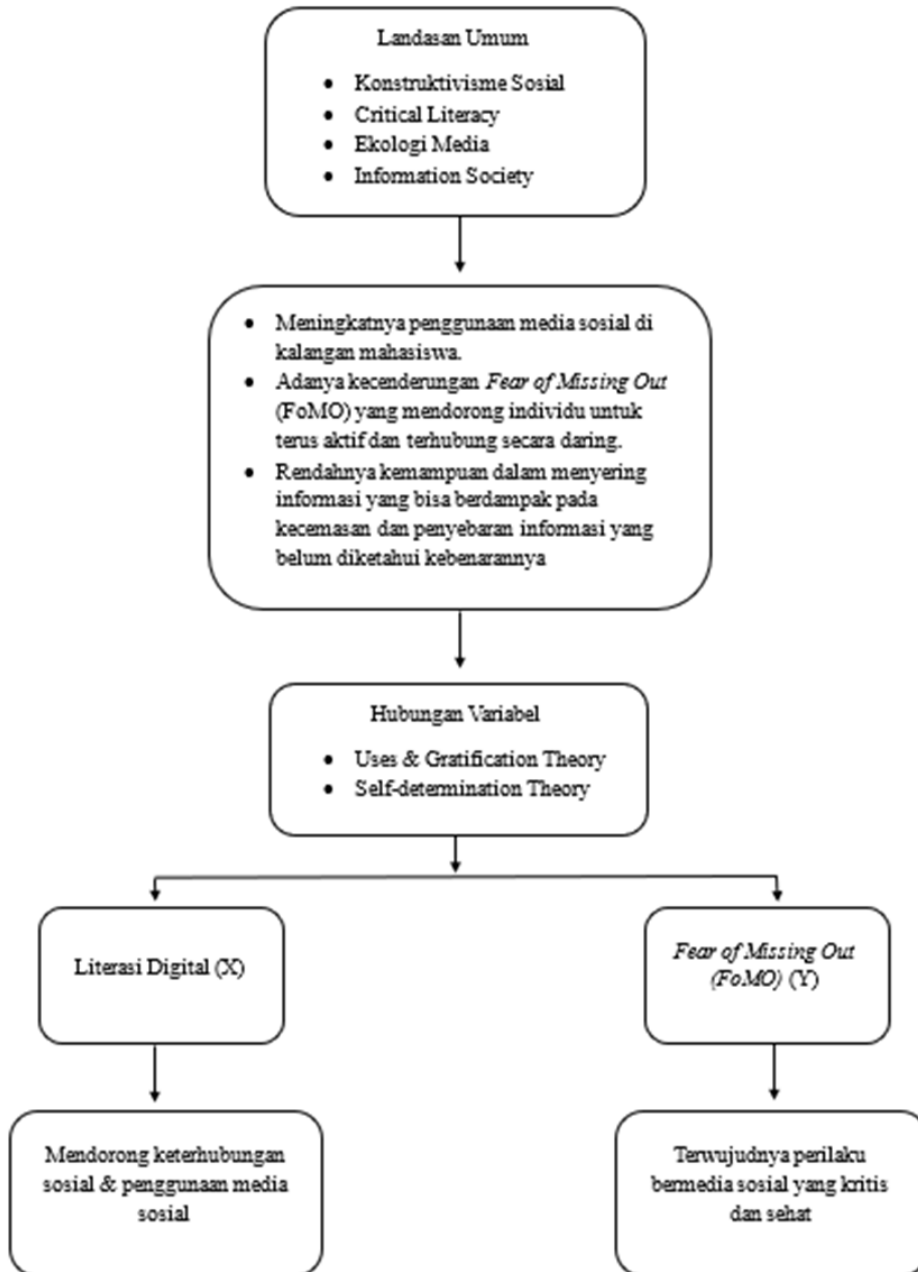 Landasan Umum
• Konstruktivisme Sosial
• Critical Literacy
• Ekologi Media
• Information Society
• Meningkatnya penggunaan media sosial di
kalangan mahasiswa.
• Adanya kecenderungan Fear of Missing Out
(FoMO) yang mendorong individu untuk
terus aktif dan terhubung secara daring.
• Rendahnya kemampuan dalam menyering
informasi yang bisa berdampak pada
kecemasan dan penyebaran informasi yang
belum diketahui kebenarannya
Hubungan Variabel
• Uses & Gratification Theory
• Self-determination Theory
Literasi Digital (X)
Fear of Missing Out
(FoMO) (Y)
Mendorong keterhubungan
sosial & penggunaan media
sosial
Terwujudnya perilaku
bermedia sosial yang kritis
dan sehat